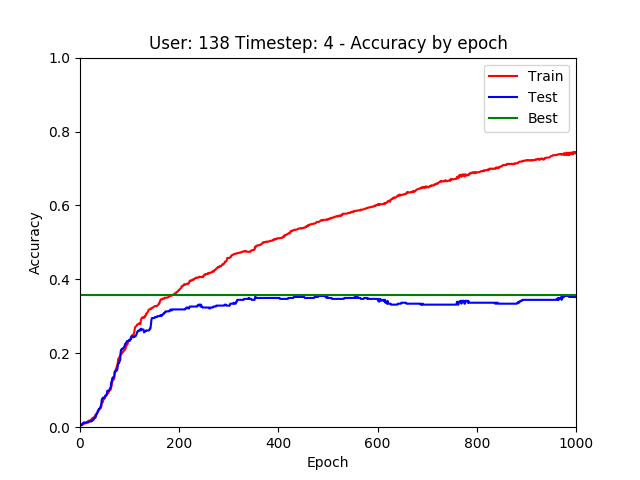 User: 138 Timestep: 4 - Accuracy by epoch
1.0
0.8
0.6
0.4
0.2
0.0
Accuracy
Train
Test
Best
0 200 400 600 800 1000
Epoch